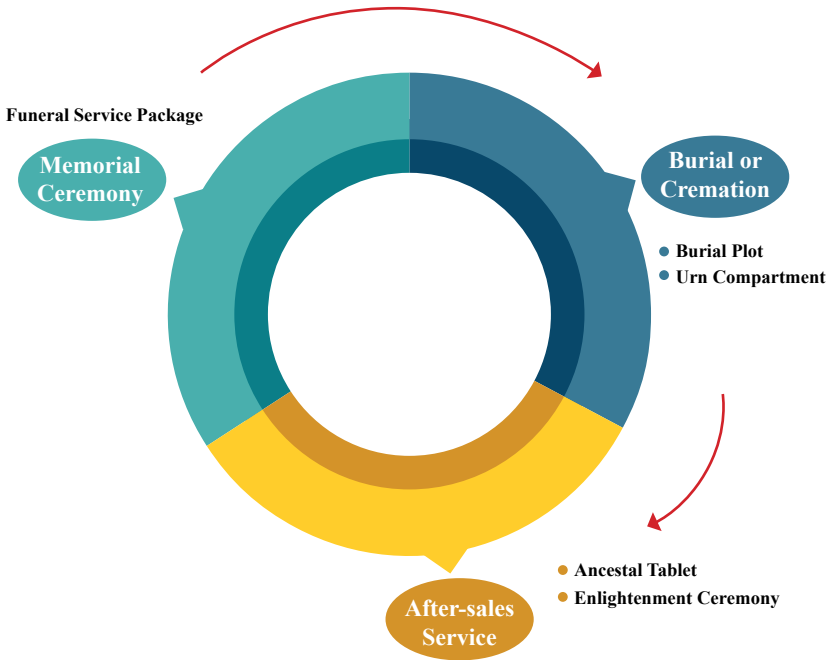 Funeral Service Package
Memorial
Ceremony
Burial or
Cremation
Burial Plot
Urn Compartment
After-sales
Service
Ancestal Tablet
Enlightenment Ceremony